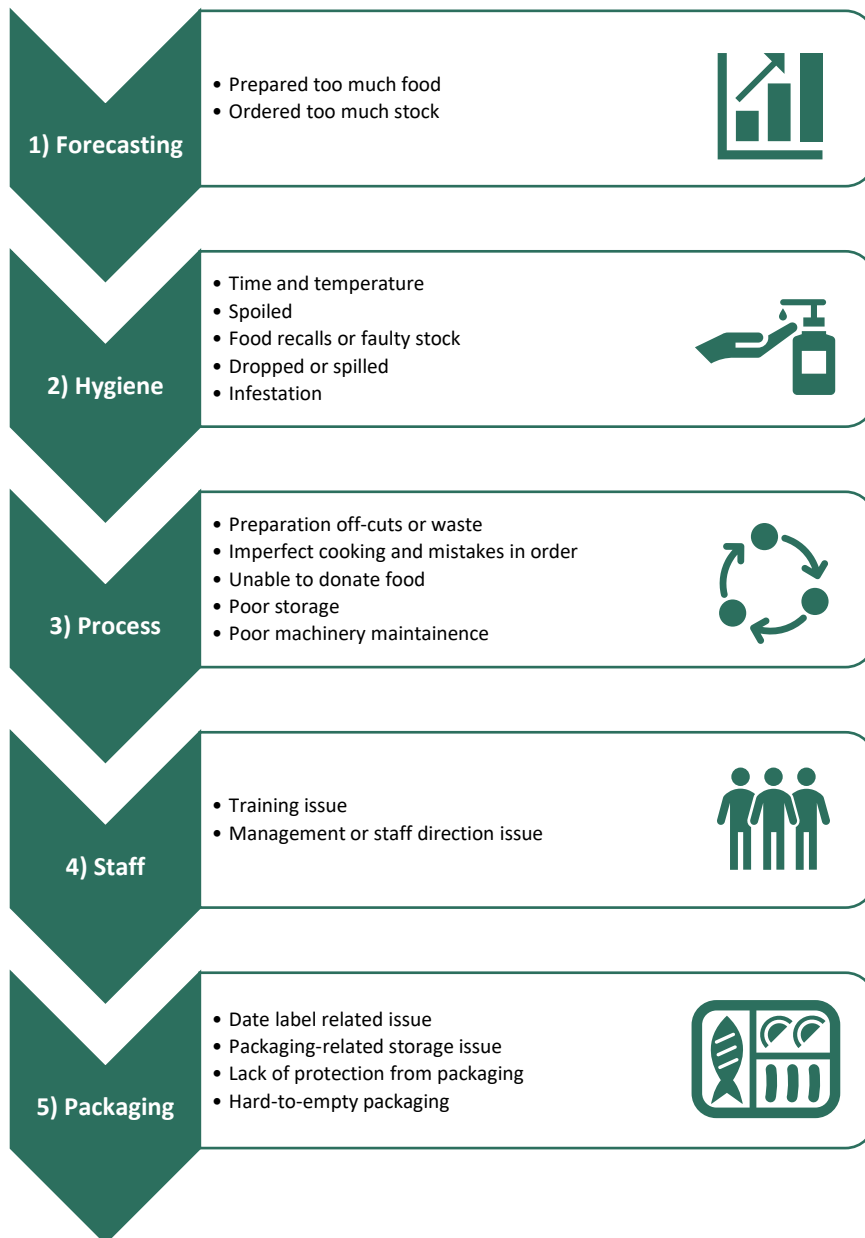 1) Forecasting
• Prepared too much food
• Ordered too much stock
2) Hygiene
• Time and temperature
• Spoiled
• Food recalls or faulty stock
• Dropped or spilled
• Infestation
3) Process
• Preparation off-cuts or waste
• Imperfect cooking and mistakes in order
• Unable to donate food
• Poor storage
• Poor machinery maintainence
4) Staff
• Training issue
• Management or staff direction issue
5) Packaging
• Date label related issue
• Packaging-related storage issue
• Lack of protection from packaging
• Hard-to-empty packaging